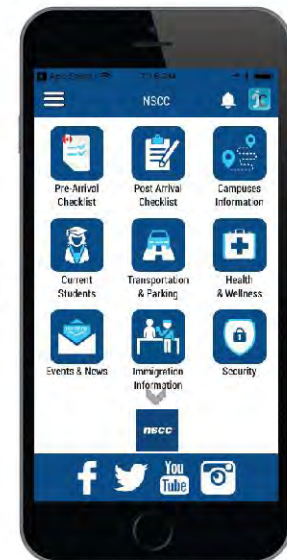 NSCC
Pre-Arrival
Checklist
Post Arrival
Checklist
Campuses
Information
Current
Students
Transportation
& Parking
Health
& Wellness
Events & News
Immigration
Information
Security
nscc
You
Tube